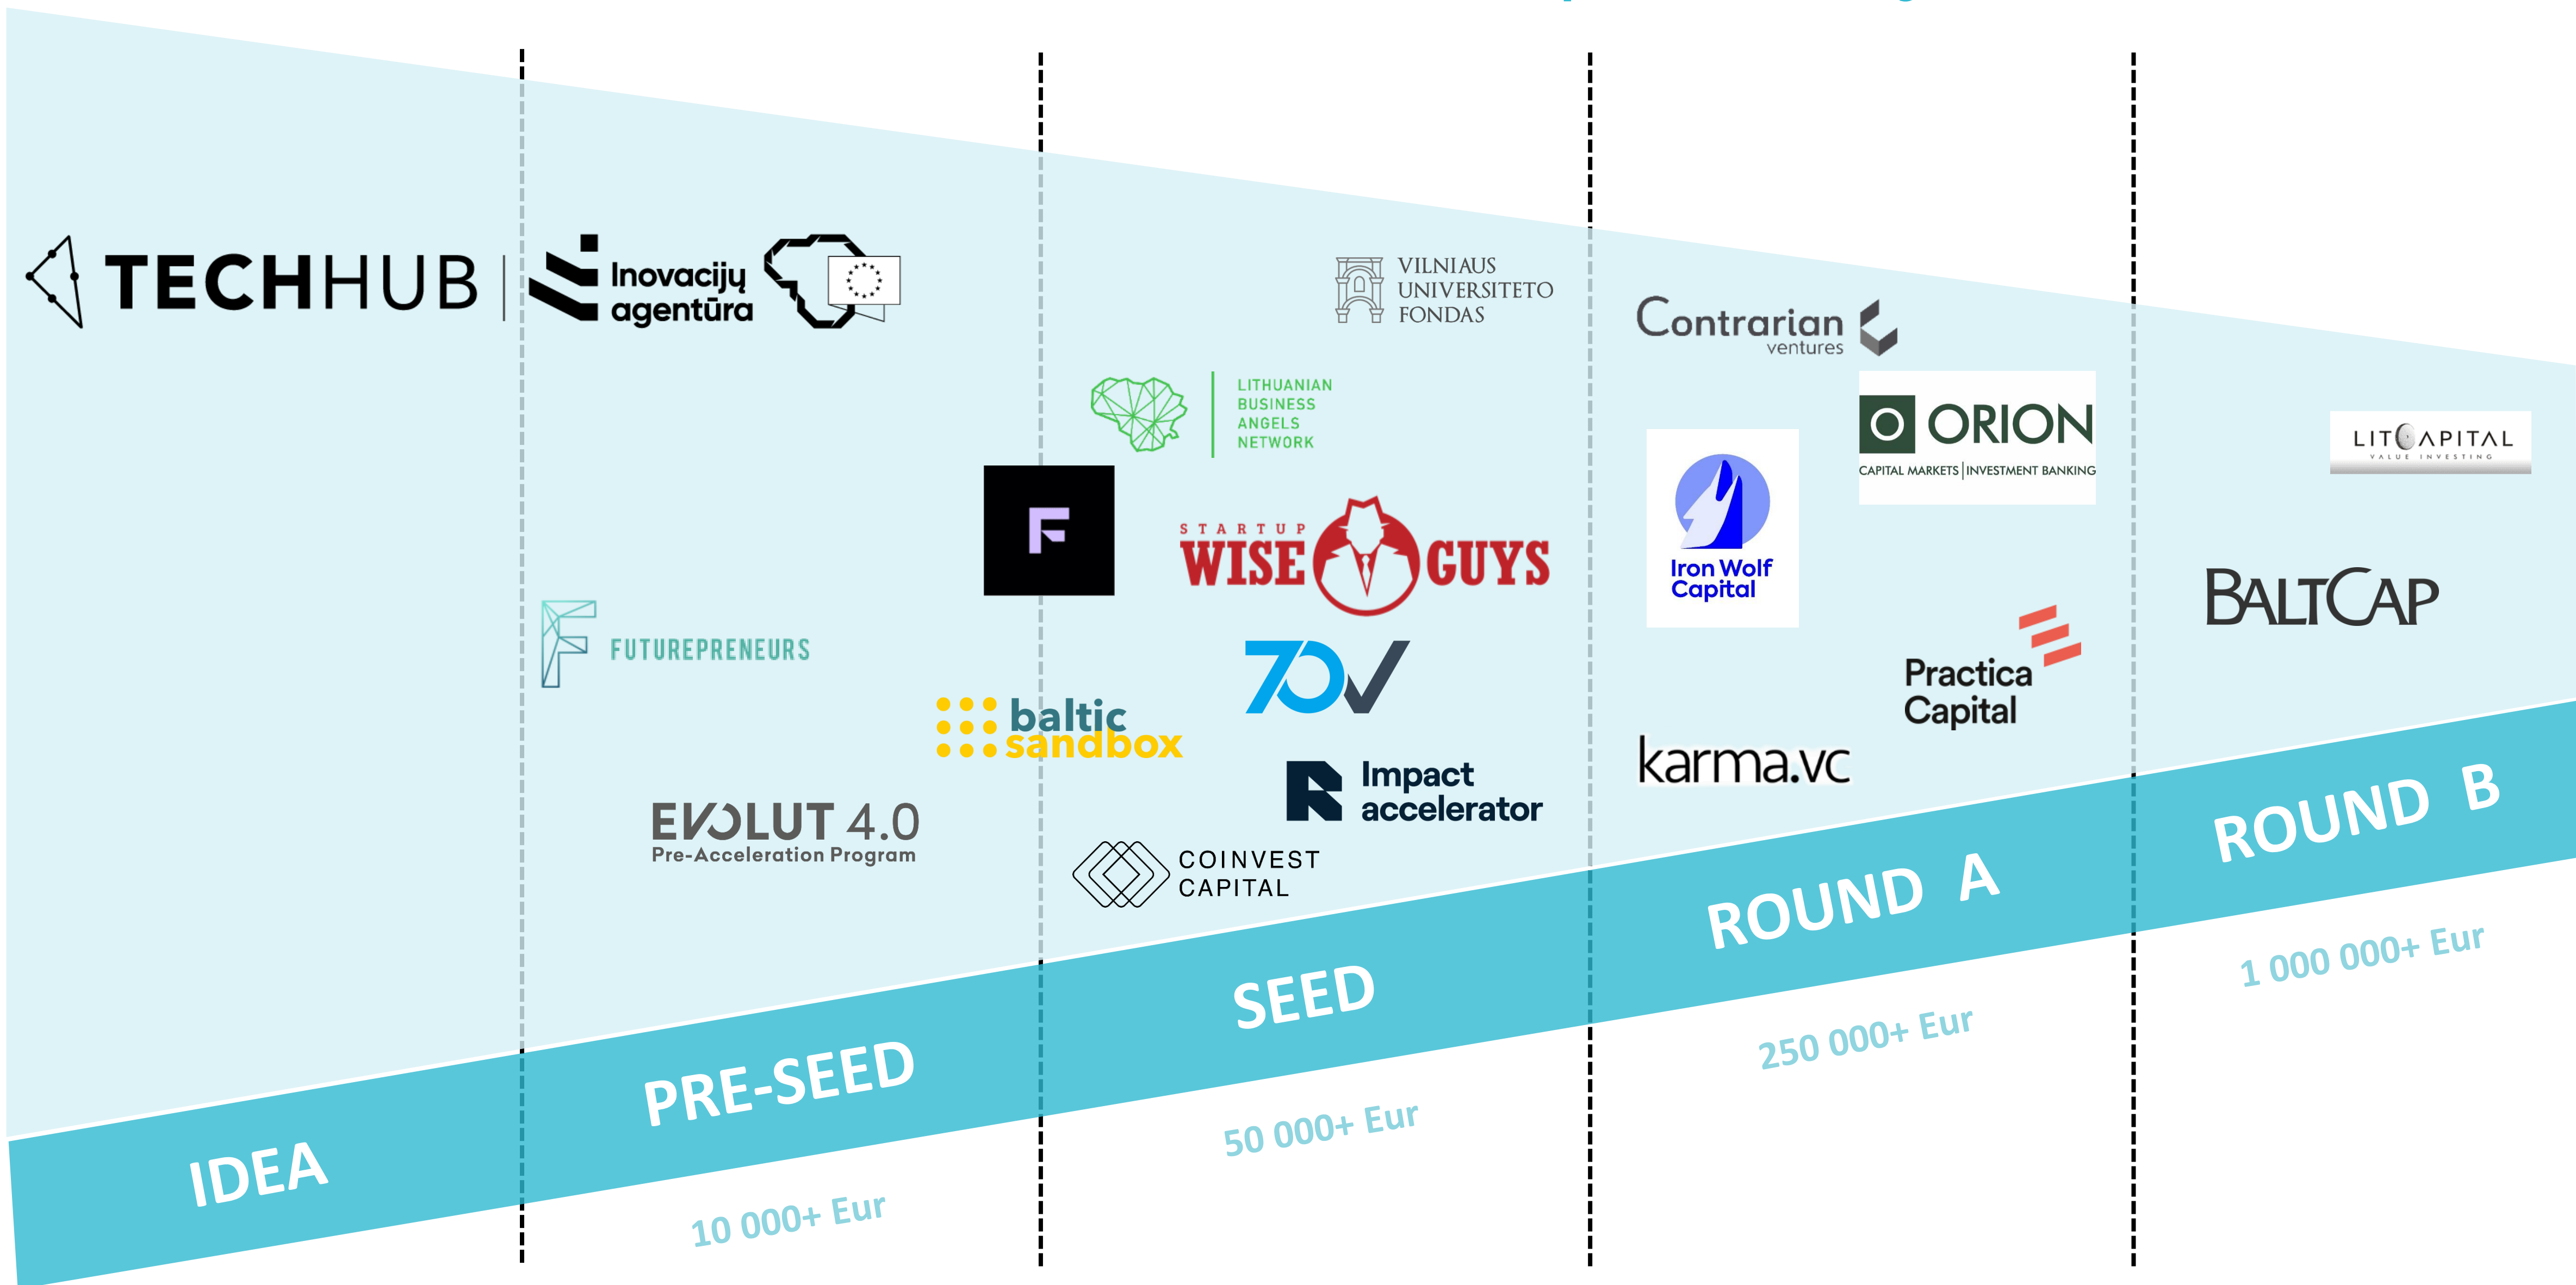 TECHHUB
Inovacijų
agentūra
VILNIAUS
UNIVERSITETO
FONDAS
Contrarian
ventures
LITHUANIAN
BUSINESS
ANGELS
NETWORK
ORION
CAPITAL MARKETS | INVESTMENT BANKING
LITCAPITAL
VALUE INVESTING
F
STARTUP
WISE GUYS
Iron Wolf
Capital
BALTCAP
FUTUREPRENEURS
70V
Practica
Capital
baltic
sandbox
karma.vc
Impact
accelerator
EVOLUT 4.0
Pre-Acceleration Program
COINVEST
CAPITAL
IDEA
PRE-SEED
SEED
ROUND A
ROUND B
10 000+ Eur
50 000+ Eur
250 000+ Eur
1 000 000+ Eur